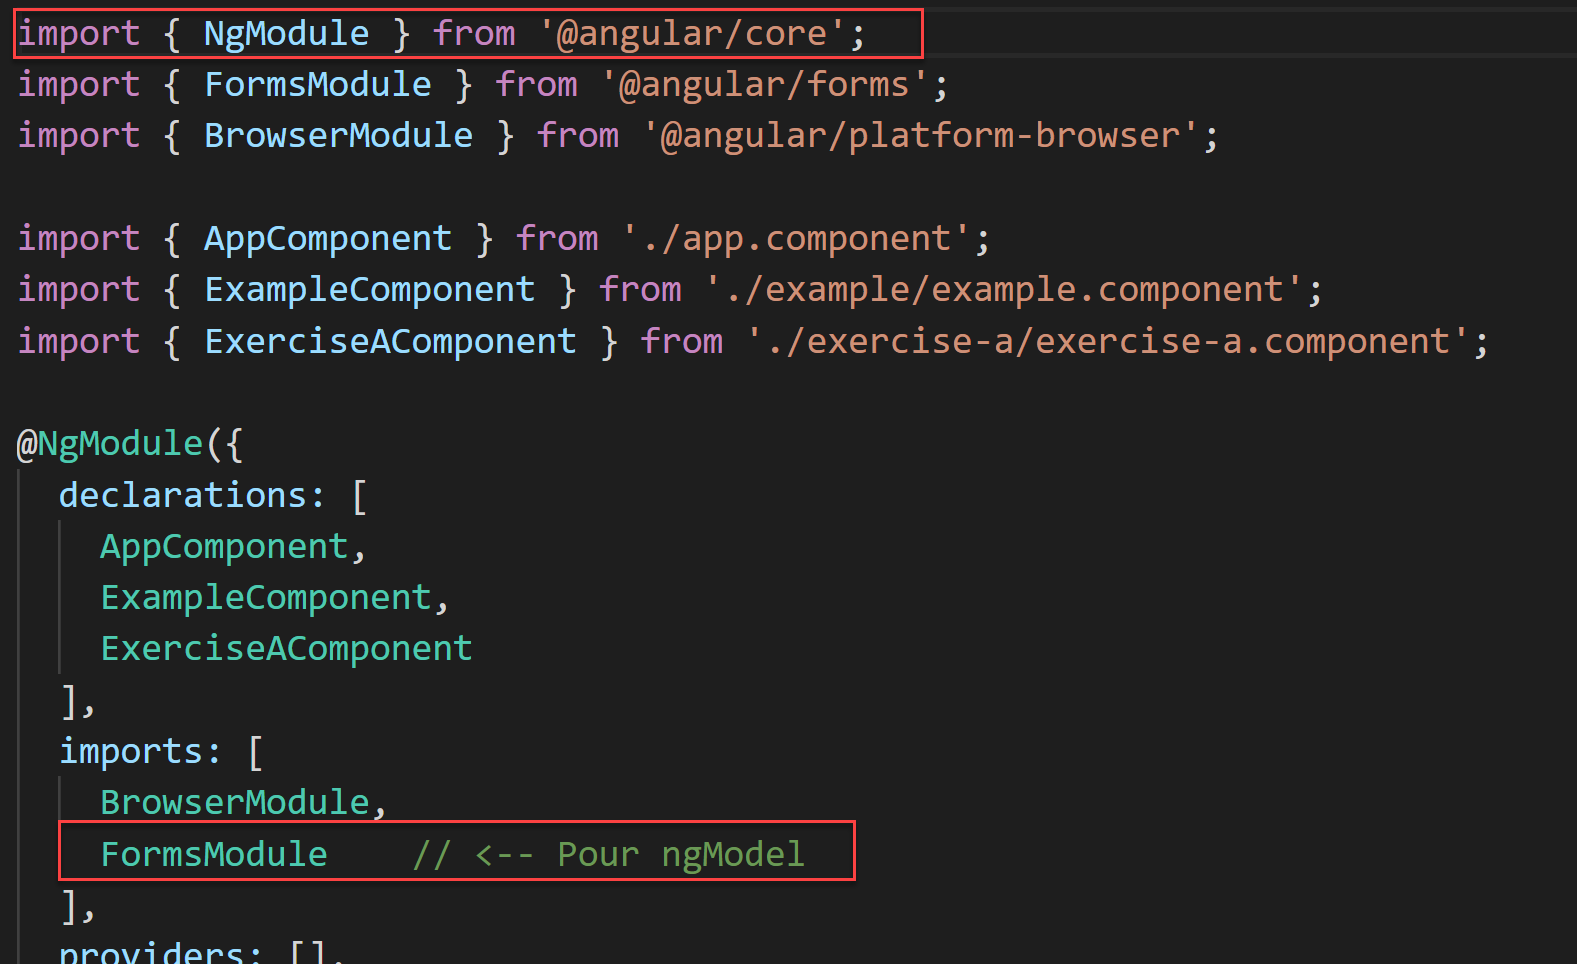 import { NgModule } from '@angular/core';
import { FormsModule } from '@angular/forms';
import { BrowserModule } from '@angular/platform-browser';
import { AppComponent } from './app.component';
import { ExampleComponent } from './example/example.component';
import { ExerciseAComponent } from './exercise-a/exercise-a.component';
@NgModule({
  declarations: [
    AppComponent,
    ExampleComponent,
    ExerciseAComponent
  ],
  imports: [
    BrowserModule,
    FormsModule    // <-- Pour ngModel
  ],
  providers: [],